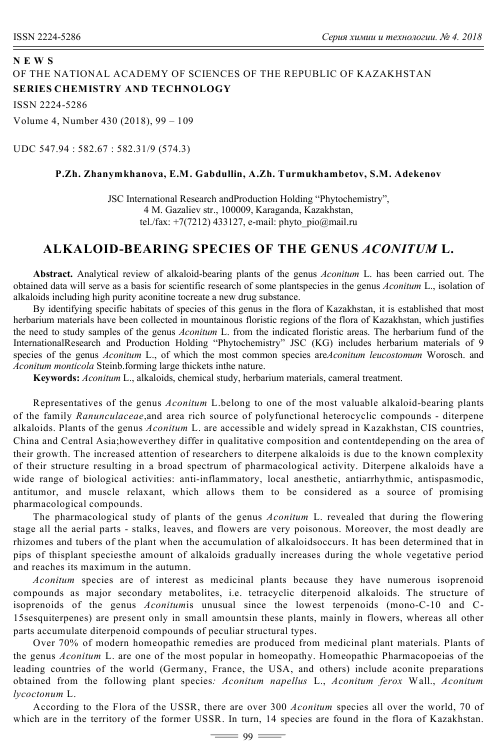 ISSN 2224-5286 Серия химии и технологии. № 4. 2018
N E W S
OF THE NATIONAL ACADEMY OF SCIENCES OF THE REPUBLIC OF KAZAKHSTAN
SERIES CHEMISTRY AND TECHNOLOGY
ISSN 2224-5286
Volume 4, Number 430 (2018), 99 – 109
UDC 547.94 : 582.67 : 582.31/9 (574.3)
P.Zh. Zhanymkhanova, E.M. Gabdullin, A.Zh. Turmukhambetov, S.M. Adekenov
JSC International Research andProduction Holding “Phytochemistry”,
4 M. Gazaliev str., 100009, Karaganda, Kazakhstan,
tel./fax: +7(7212) 433127, e-mail: phyto_pio@mail.ru
ALKALOID-BEARING SPECIES OF THE GENUS ACONITUM L.
Abstract. Analytical review of alkaloid-bearing plants of the genus Aconitum L. has been carried out. The
obtained data will serve as a basis for scientific research of some plantspecies in the genus Aconitum L., isolation of
alkaloids including high purity aconitine tocreate a new drug substance.
By identifying specific habitats of species of this genus in the flora of Kazakhstan, it is established that most
herbarium materials have been collected in mountainous floristic regions of the flora of Kazakhstan, which justifies
the need to study samples of the genus Aconitum L. from the indicated floristic areas. The herbarium fund of the
InternationalResearch and Production Holding “Phytochemistry” JSC (KG) includes herbarium materials of 9
species of the genus Aconitum L., of which the most common species areAconitum leucostomum Worosch. and
Aconitum monticola Steinb.forming large thickets inthe nature.
Keywords: Aconitum L., alkaloids, chemical study, herbarium materials, cameral treatment.
Representatives of the genus Aconitum L.belong to one of the most valuable alkaloid-bearing plants
of the family Ranunculaceae,and area rich source of polyfunctional heterocyclic compounds - diterpene
alkaloids. Plants of the genus Aconitum L. are accessible and widely spread in Kazakhstan, CIS countries,
China and Central Asia;howeverthey differ in qualitative composition and contentdepending on the area of
their growth. The increased attention of researchers to diterpene alkaloids is due to the known complexity
of their structure resulting in a broad spectrum of pharmacological activity. Diterpene alkaloids have a
wide range of biological activities: anti-inflammatory, local anesthetic, antiarrhythmic, antispasmodic,
antitumor, and muscle relaxant, which allows them to be considered as a source of promising
pharmacological compounds.
The pharmacological study of plants of the genus Aconitum L. revealed that during the flowering
stage all the aerial parts - stalks, leaves, and flowers are very poisonous. Moreover, the most deadly are
rhizomes and tubers of the plant when the accumulation of alkaloidsoccurs. It has been determined that in
pips of thisplant speciesthe amount of alkaloids gradually increases during the whole vegetative period
and reaches its maximum in the autumn.
Aconitum species are of interest as medicinal plants because they have numerous isoprenoid
compounds as major secondary metabolites, i.e. tetracyclic diterpenoid alkaloids. The structure of
isoprenoids of the genus Aconitumis unusual since the lowest terpenoids (mono-C-10 and C-
15sesquiterpenes) are present only in small amountsin these plants, mainly in flowers, whereas all other
parts accumulate diterpenoid compounds of peculiar structural types.
Over 70% of modern homeopathic remedies are produced from medicinal plant materials. Plants of
the genus Aconitum L. are one of the most popular in homeopathy. Homeopathic Pharmacopoeias of the
leading countries of the world (Germany, France, the USA, and others) include aconite preparations
obtained from the following plant species: Aconitum napellus L., Aconitum ferox Wall., Aconitum
lycoctonum L.
According to the Flora of the USSR, there are over 300 Aconitum species all over the world, 70 of
which are in the territory of the former USSR. In turn, 14 species are found in the flora of Kazakhstan.
99